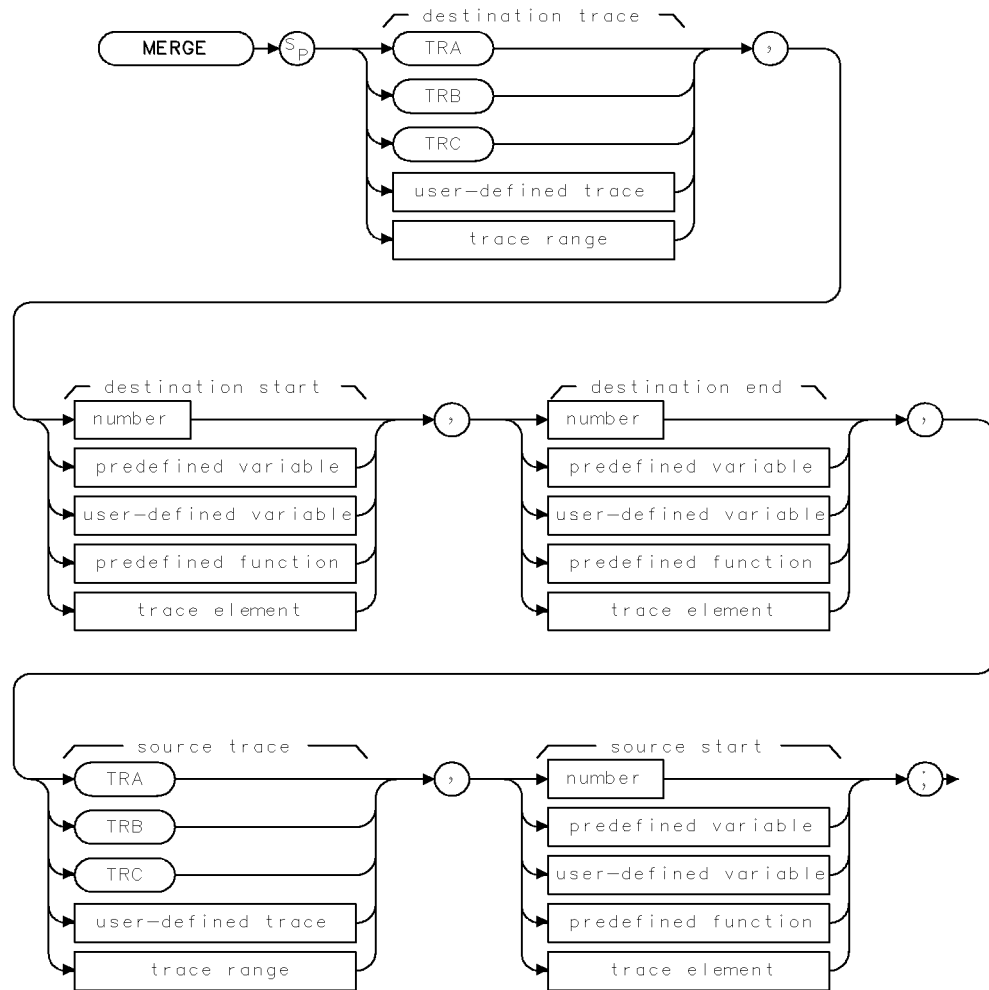 destination trace
MERGE SP TRA ,
TRB
TRC
user-defined trace
trace range
destination start destination end
number , number ,
predefined variable predefined variable
user-defined variable user-defined variable
predefined function predefined function
trace element trace element
source trace source start
TRA , number ;
TRB predefined variable
TRC user-defined variable
user-defined trace predefined function
trace range trace element